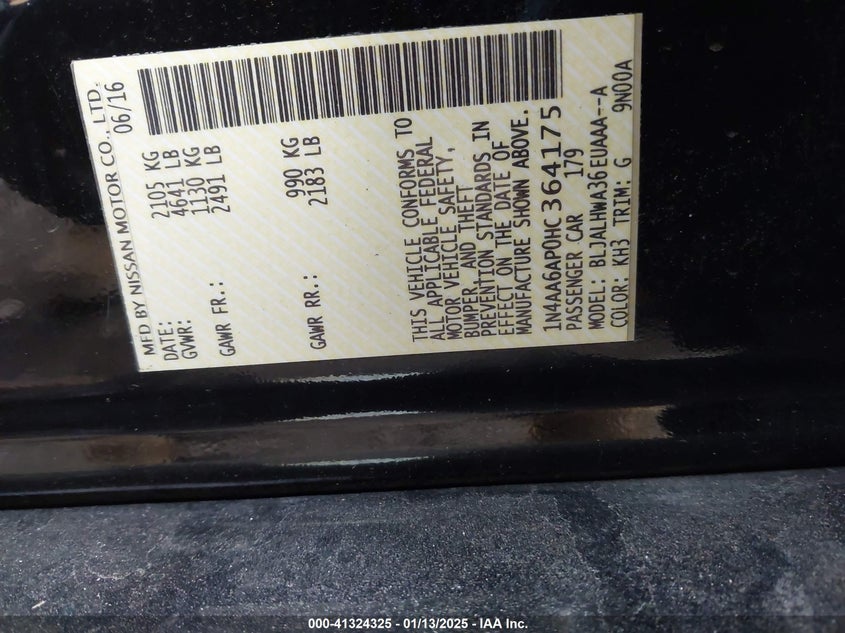 MFD BY NISSAN MOTOR CO., LTD.
DATE: 06/16
GVWR: 2105 KG
4641 LB
GAWR FR.: 1130 KG
2491 LB
GAWR RR.: 990 KG
2183 LB
THIS VEHICLE CONFORMS TO
ALL APPLICABLE FEDERAL
MOTOR VEHICLE SAFETY,
BUMPER, AND THEFT
PREVENTION STANDARDS IN
EFFECT ON THE DATE OF
MANUFACTURE SHOWN ABOVE.
1N4AA6AP0HC364175
PASSENGER CAR 179
MODEL: BLJALHWA36EUAAA--A
COLOR: KH3 TRIM: G 9N00A
000-41324325 - 01/13/2025 - IAA Inc.